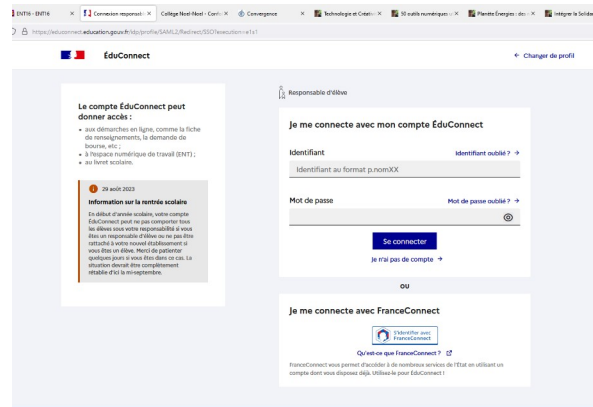 ENT16 - ENT16
Connexion responsabl
Collège Noel-Noel - Confo
Convergence
Technologie et Création
50 outils numériques u
Planète Énergies : des r
Intégrer la Solidar
https://educonnect.education.gouv.fr/idp/profile/SAML2/Redirect/SSO?execution=e1s1
ÉduConnect
Changer de profil
Responsable d'élève
Le compte ÉduConnect peut
donner accès :
aux démarches en ligne, comme la fiche
de renseignements, la demande de
bourse, etc ;
à l'espace numérique de travail (ENT) ;
au livret scolaire.
29 août 2023
Information sur la rentrée scolaire
En début d'année scolaire, votre compte
ÉduConnect peut ne pas comporter tous
les élèves sous votre responsabilité si vous
êtes un responsable d'élève ou ne pas être
rattaché à votre nouvel établissement si
vous êtes un élève. Merci de patienter
quelques jours si vous êtes dans ce cas. La
situation devrait être complètement
rétablie d'ici la mi-septembre.
Je me connecte avec mon compte ÉduConnect
Identifiant
Identifiant oublié ?
Identifiant au format p.nomXX
Mot de passe
Mot de passe oublié ?
Se connecter
Je n'ai pas de compte
OU
Je me connecte avec FranceConnect
S'identifier avec
FranceConnect
Qu'est-ce que FranceConnect ?
FranceConnect vous permet d'accéder à de nombreux services de l'État en utilisant un
compte dont vous disposez déjà. Utilisez-le pour ÉduConnect !